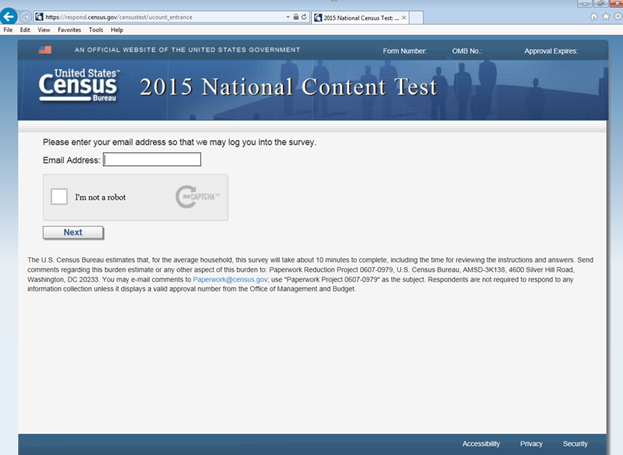 https://respond.census.gov/censustest/ucount_entrance
2015 National Census Test: ...
File Edit View Favorites Tools Help
AN OFFICIAL WEBSITE OF THE UNITED STATES GOVERNMENT
Form Number: OMB No.: Approval Expires:
United States™
Census
Bureau
2015 National Content Test
Please enter your email address so that we may log you into the survey.
Email Address:
I'm not a robot
CAPTCHA™
Next
The U.S. Census Bureau estimates that, for the average household, this survey will take about 10 minutes to complete, including the time for reviewing the instructions and answers. Send
comments regarding this burden estimate or any other aspect of this burden to: Paperwork Reduction Project 0607-0979, U.S. Census Bureau, AMSD-3K138, 4600 Silver Hill Road,
Washington, DC 20233. You may e-mail comments to Paperwork@census.gov; use "Paperwork Project 0607-0979" as the subject. Respondents are not required to respond to any
information collection unless it displays a valid approval number from the Office of Management and Budget.
Accessibility Privacy Security